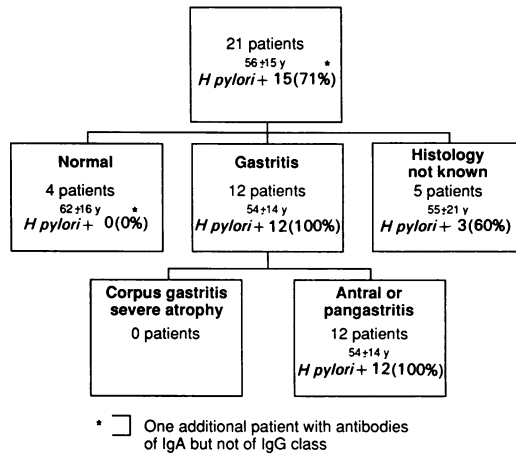 21 patients
56±15 y *
H pylori + 15(71%)
Normal
4 patients
62±16 y *
H pylori + 0(0%)
Gastritis
12 patients
54±14 y
H pylori + 12(100%)
Histology
not known
5 patients
55±21 y
H pylori + 3(60%)
Corpus gastritis
severe atrophy
0 patients
Antral or
pangastritis
12 patients
54±14 y
H pylori + 12(100%)
* One additional patient with antibodies
of IgA but not of IgG class